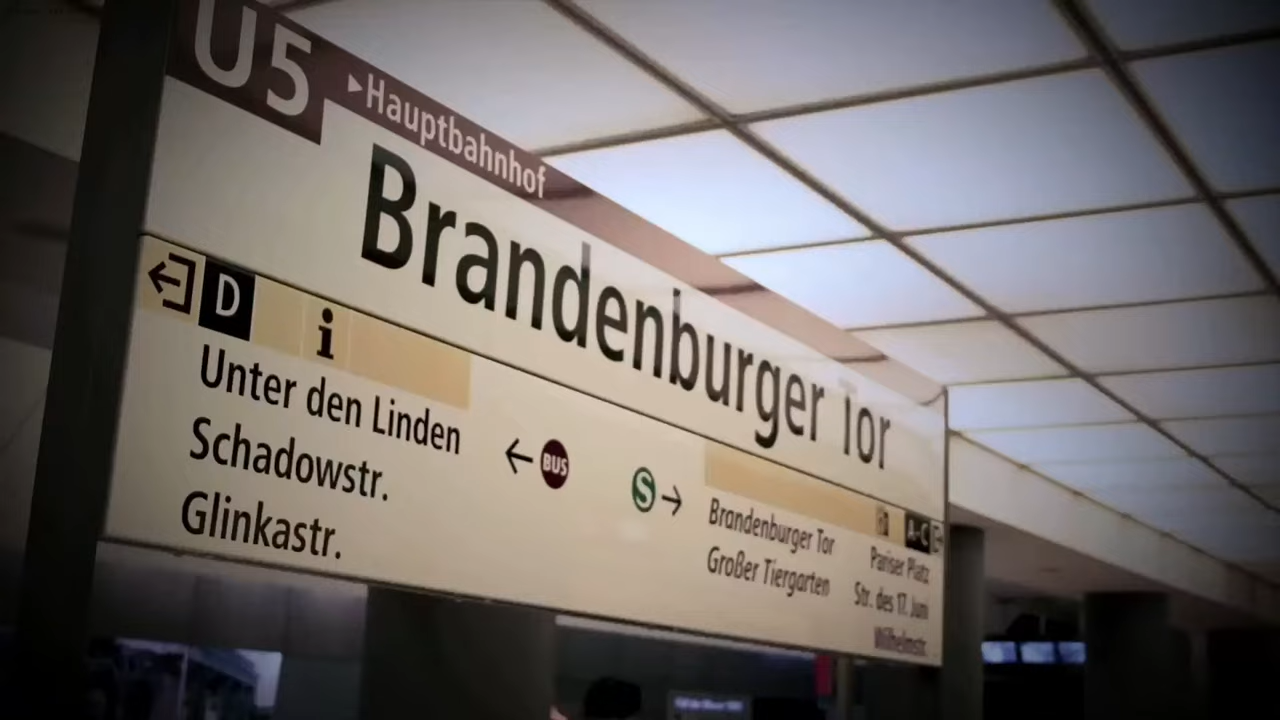 U5 ▸Hauptbahnhof
Brandenburger Tor
D i
Unter den Linden
Schadowstr.
Glinkastr.
← BUS
S →
A-C
Brandenburger Tor
Großer Tiergarten
Pariser Platz
Str. des 17. Juni
Wilhelmstr.